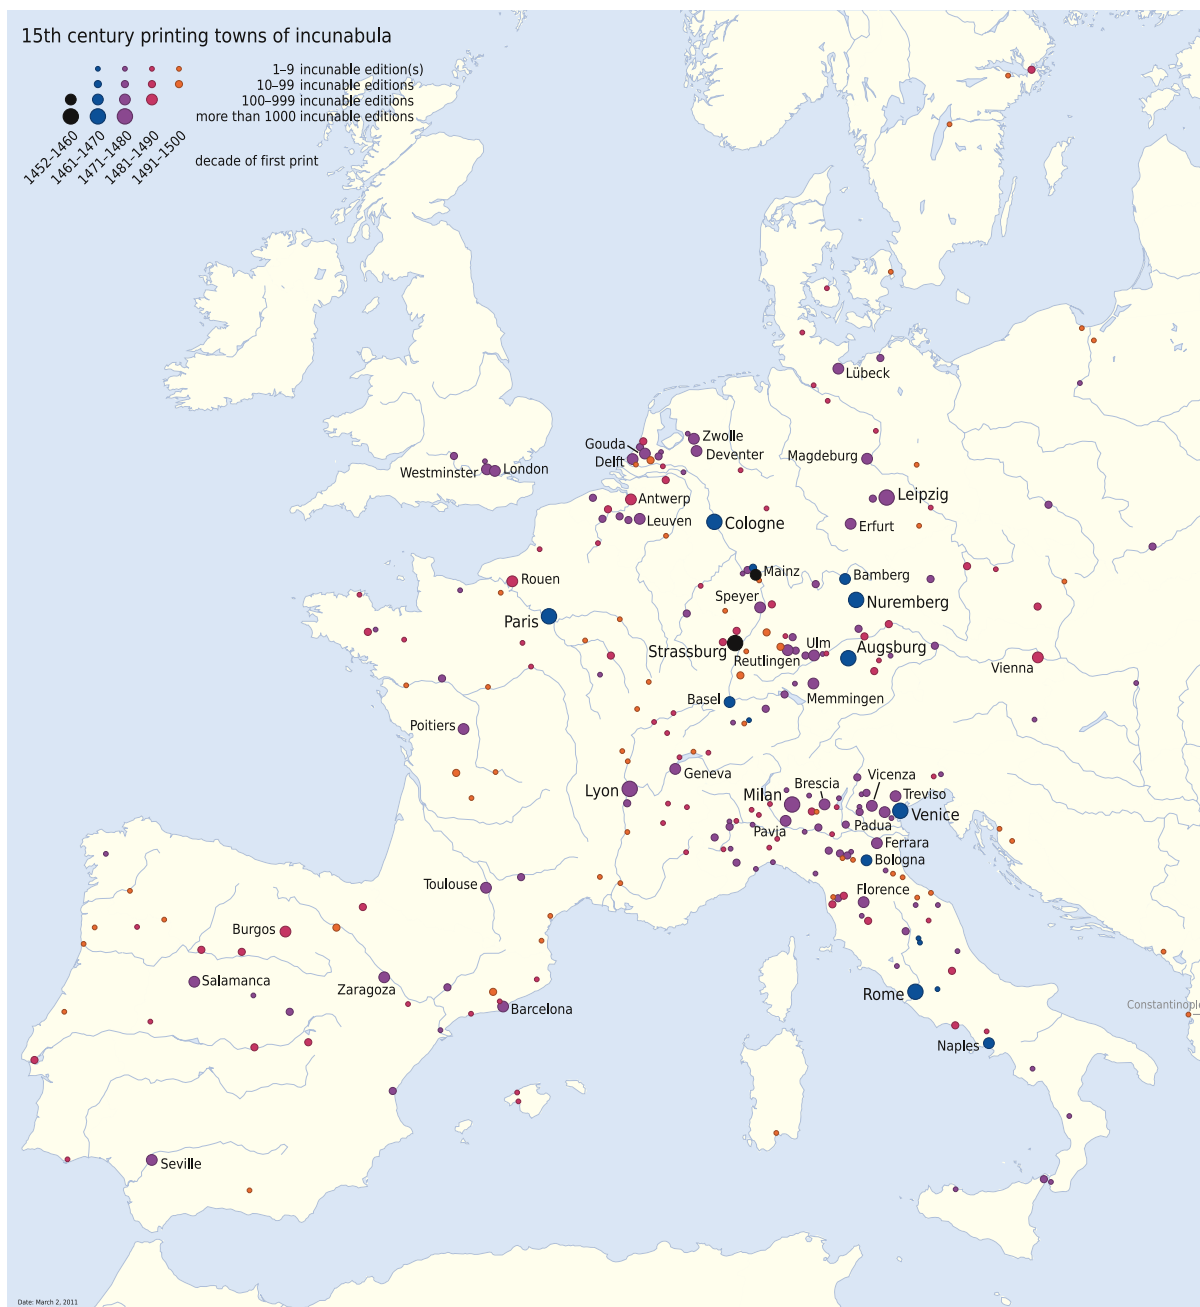 15th century printing towns of incunabula
1–9 incunable edition(s)
10–99 incunable editions
100–999 incunable editions
more than 1000 incunable editions
1452–1460
1461–1470
1471–1480
1481–1490
1491–1500
decade of first print
Lübeck
Gouda
Zwolle
Delft
Deventer
Magdeburg
Westminster
London
Leipzig
Antwerp
Leuven
Cologne
Erfurt
Mainz
Bamberg
Rouen
Speyer
Nuremberg
Paris
Strassburg
Ulm
Augsburg
Reutlingen
Vienna
Basel
Memmingen
Poitiers
Geneva
Lyon
Milan
Brescia
Vicenza
Treviso
Venice
Pavia
Padua
Ferrara
Bologna
Toulouse
Florence
Burgos
Salamanca
Zaragoza
Rome
Barcelona
Constantinople
Naples
Seville
Date: March 2, 2011